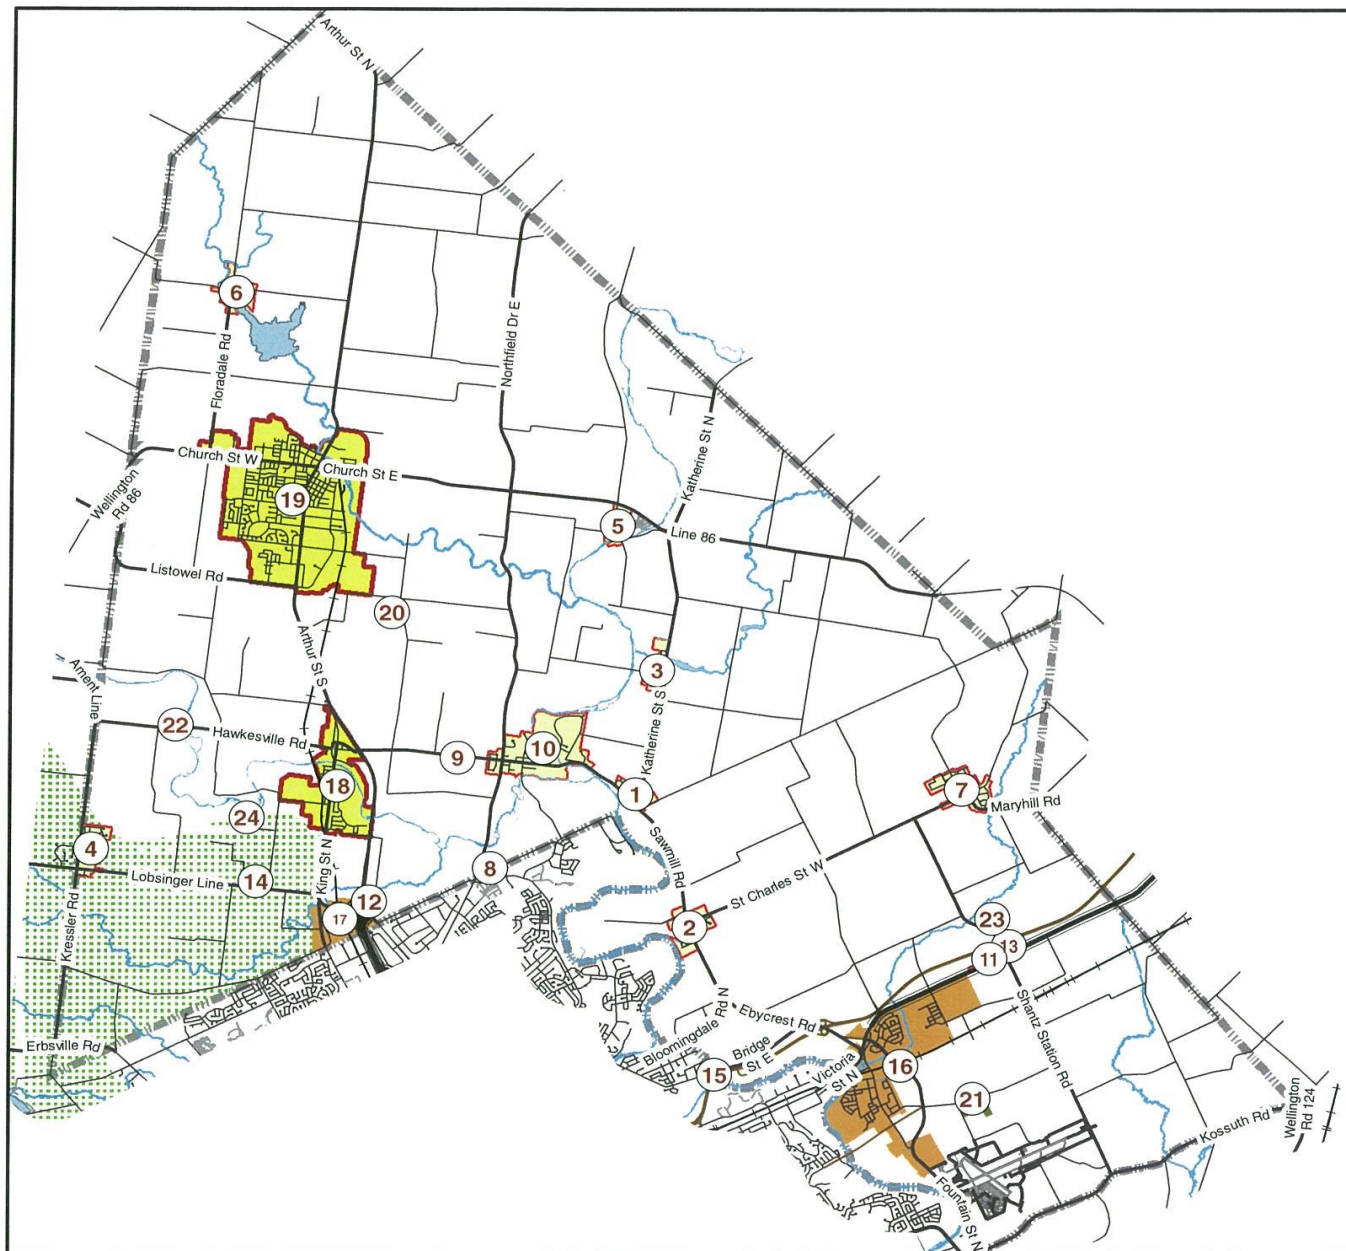 Arthur St N
6
Floradale Rd
Northfield Dr E
Katherine St N
Church St W
Church St E
Wellington
Rd 86
19
5
Line 86
Listowel Rd
20
Arthur St S
3
Ament Line
22
Hawkesville Rd
9
10
Katherine St S
18
1
7
Maryhill Rd
24
4
Sawmill Rd
8
Lobsinger Line
14
King St N
12
17
St Charles St W
2
23
13
11
Kressler Rd
Bloomingdale Rd N
Ebycrest Rd
Shantz Station Rd
Erbsville Rd
Bridge
St E
Victoria
St N
15
16
21
Wellington
Rd 124
Kossuth Rd
Fountain St N